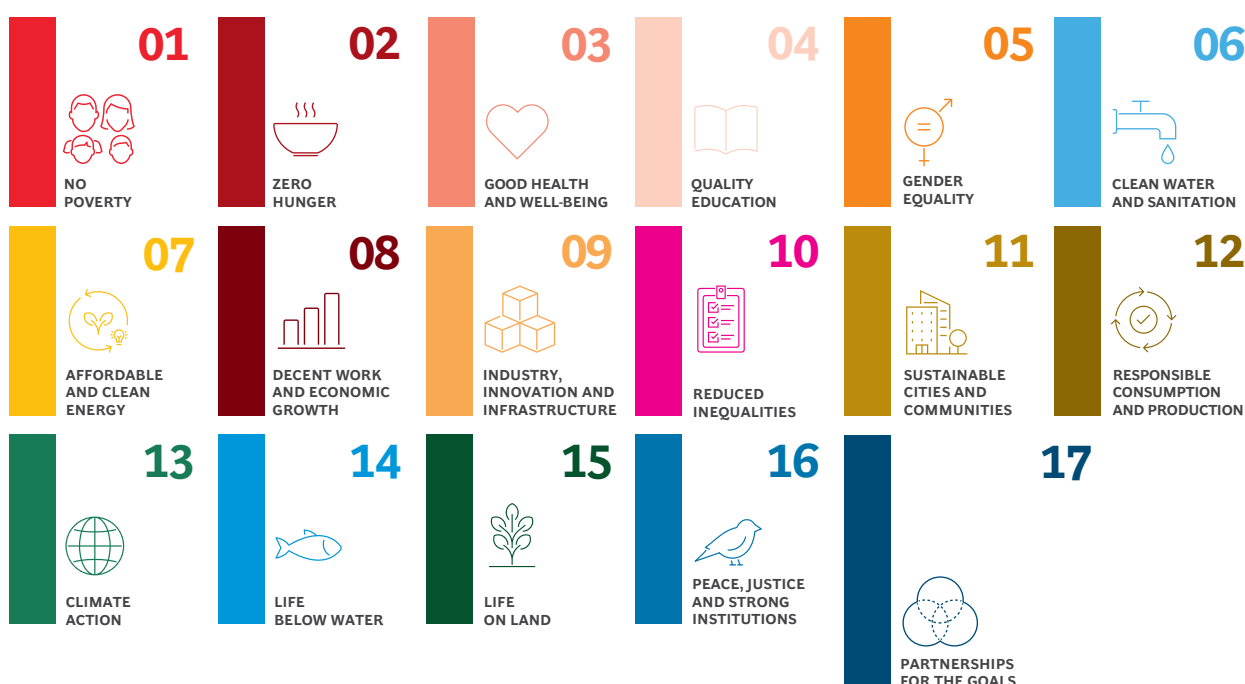 01
NO
POVERTY
02
ZERO
HUNGER
03
GOOD HEALTH
AND WELL-BEING
04
QUALITY
EDUCATION
05
GENDER
EQUALITY
06
CLEAN WATER
AND SANITATION
07
AFFORDABLE
AND CLEAN
ENERGY
08
DECENT WORK
AND ECONOMIC
GROWTH
09
INDUSTRY,
INNOVATION AND
INFRASTRUCTURE
10
REDUCED
INEQUALITIES
11
SUSTAINABLE
CITIES AND
COMMUNITIES
12
RESPONSIBLE
CONSUMPTION
AND PRODUCTION
13
CLIMATE
ACTION
14
LIFE
BELOW WATER
15
LIFE
ON LAND
16
PEACE, JUSTICE
AND STRONG
INSTITUTIONS
17
PARTNERSHIPS
FOR THE GOALS